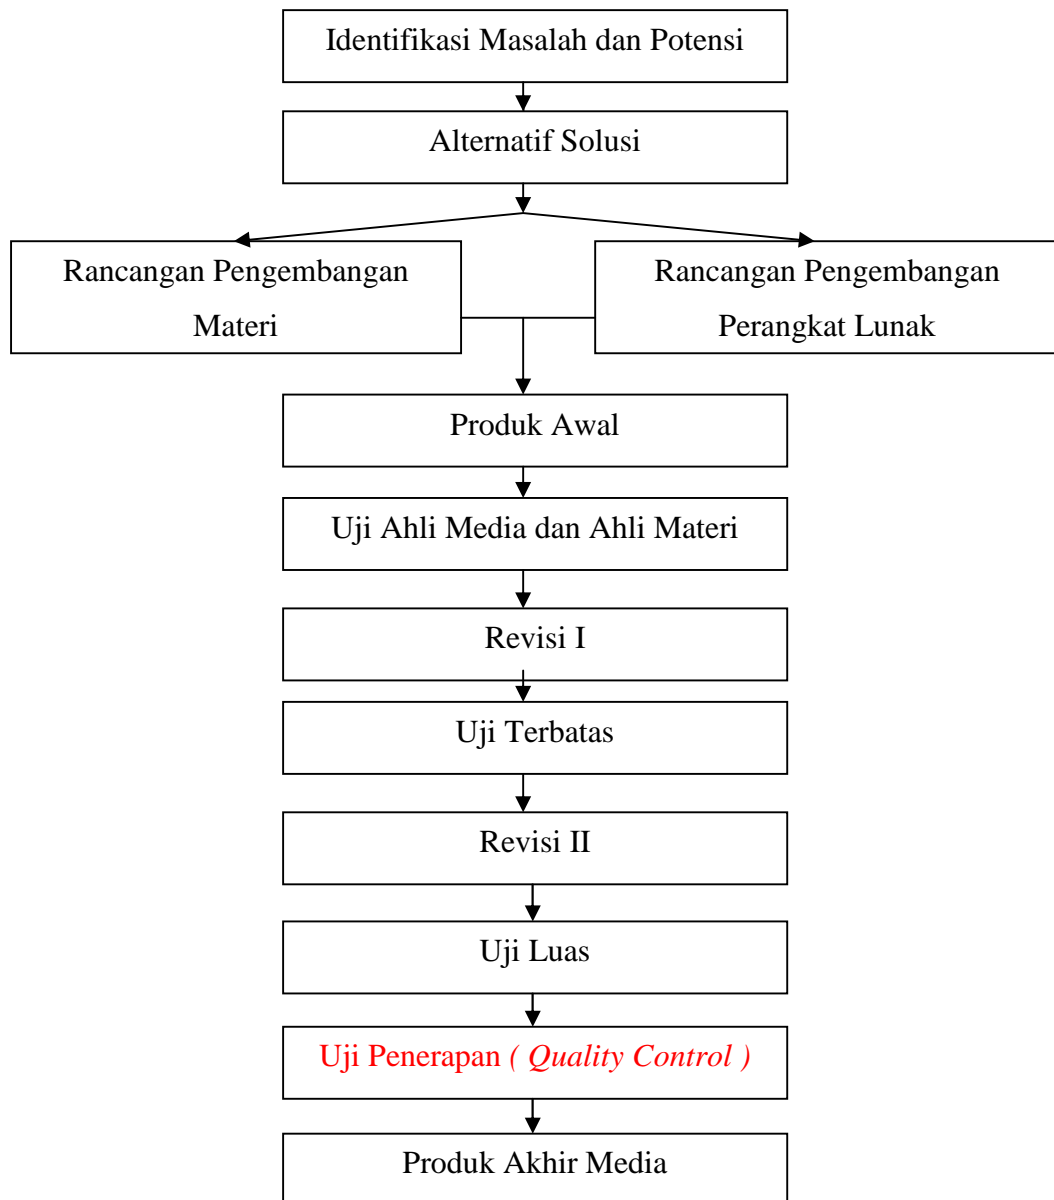 Identifikasi Masalah dan Potensi
Alternatif Solusi
Rancangan Pengembangan
Materi
Rancangan Pengembangan
Perangkat Lunak
Produk Awal
Uji Ahli Media dan Ahli Materi
Revisi I
Uji Terbatas
Revisi II
Uji Luas
Uji Penerapan ( Quality Control )
Produk Akhir Media